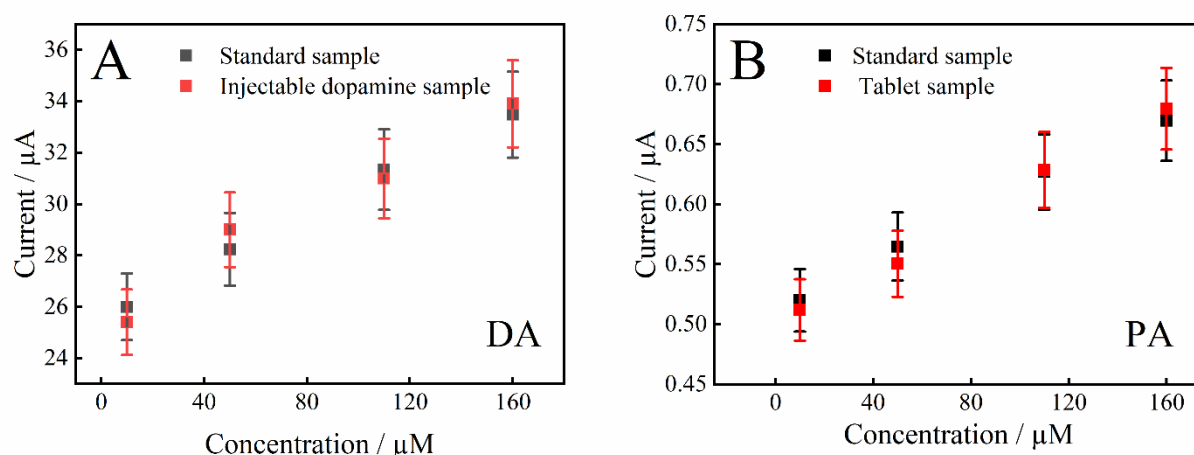 A
Standard sample
Injectable dopamine sample
36
34
32
30
28
26
24
Current / μA
DA
0
40
80
120
160
Concentration / μM
B
Standard sample
Tablet sample
0.75
0.70
0.65
0.60
0.55
0.50
0.45
Current / μA
PA
0
40
80
120
160
Concentration / μM